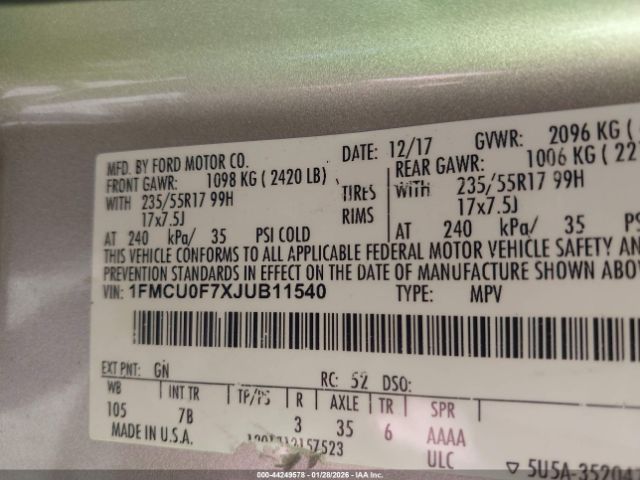 MFD. BY FORD MOTOR CO. DATE: 12/17 GVWR: 2096 KG (
FRONT GAWR: 1098 KG ( 2420 LB) REAR GAWR: 1006 KG ( 22
WITH 235/55R17 99H TIRES WITH 235/55R17 99H
17x7.5J RIMS 17x7.5J
AT 240 kPa/ 35 PSI COLD AT 240 kPa/ 35 PS
THIS VEHICLE CONFORMS TO ALL APPLICABLE FEDERAL MOTOR VEHICLE SAFETY AN
PREVENTION STANDARDS IN EFFECT ON THE DATE OF MANUFACTURE SHOWN ABOVE.
VIN: 1FMCU0F7XJUB11540 TYPE: MPV
EXT PNT: GN RC: 52 DSO:
WB INT TR TP/PS R AXLE TR SPR
105 7B 3 35 6 AAAA
MADE IN U.S.A. ULC
5U5A-35204
000-44249578 - 01/28/2026 - IAA Inc.